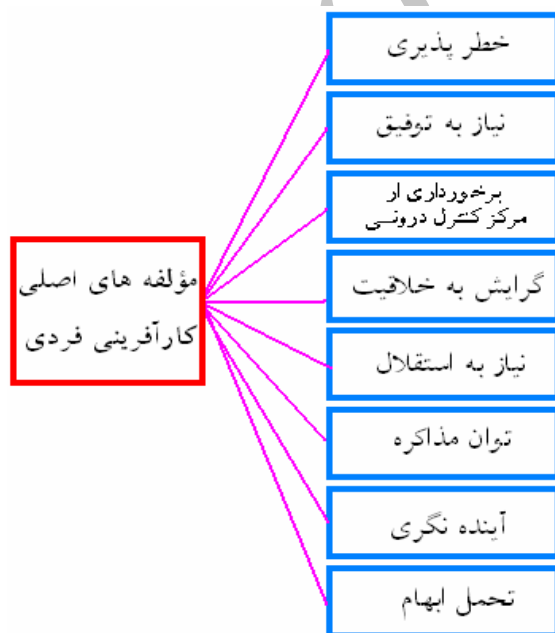 خطر پذیری
نیاز به توفیق
برخورداری از
مرکز کنترل درونی
مؤلفه های اصلی
کارآفرینی فردی
گرایش به خلاقیت
نیاز به استقلال
توان مذاکره
آینده نگری
تحمل ابهام